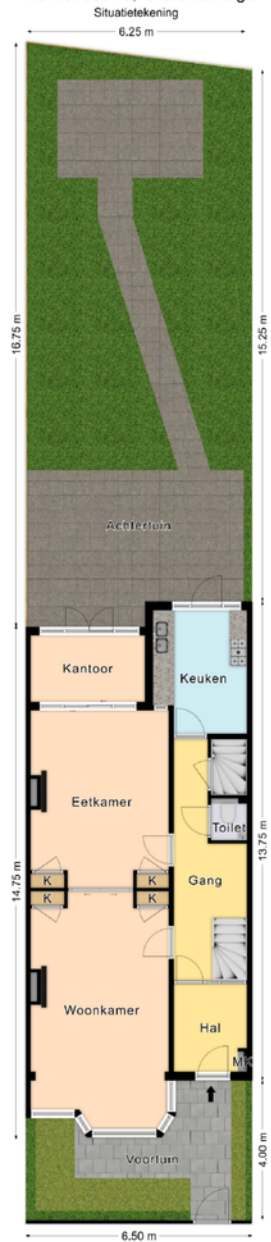 Situatietekening
6.25 m
16.75 m
15.25 m
Achtertuin
Kantoor
Keuken
Eetkamer
Toilet
13.75 m
14.75 m
K
K
Gang
K
K
Woonkamer
Hal
MK
Voortuin
4.00 m
6.50 m